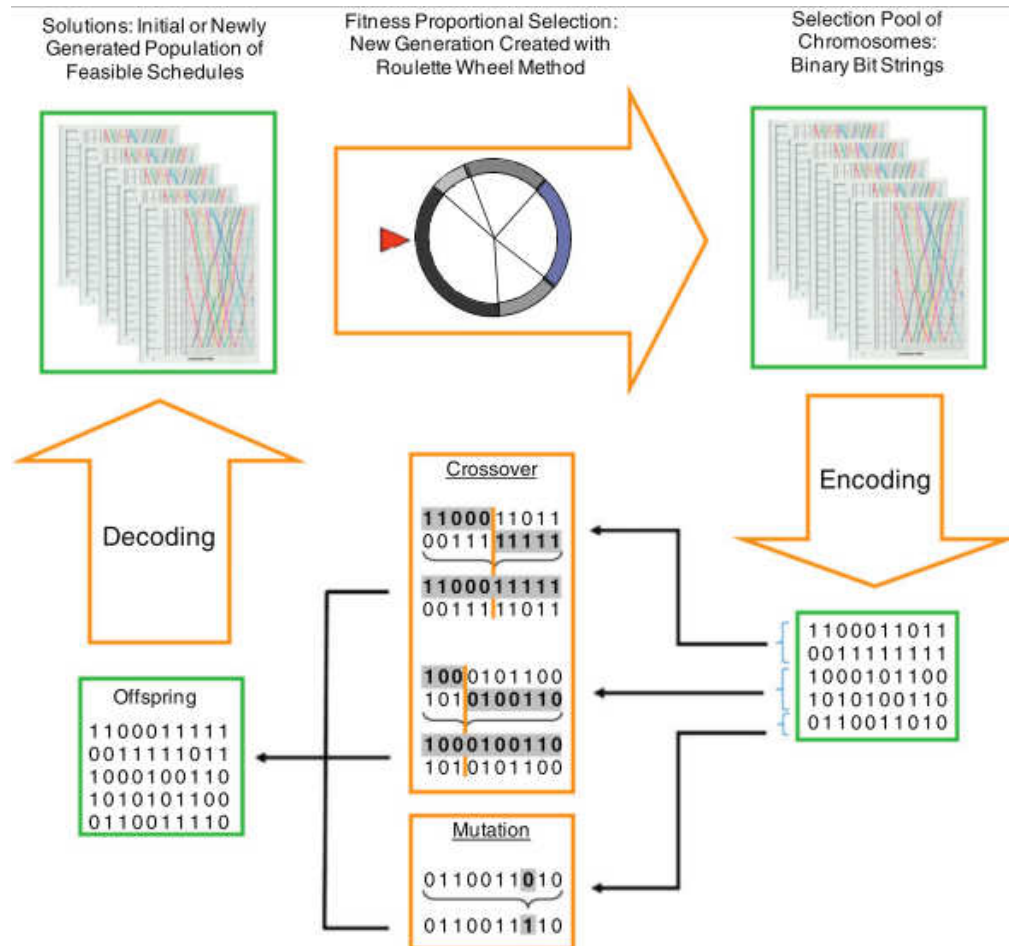 Solutions: Initial or Newly
Generated Population of
Feasible Schedules
Fitness Proportional Selection:
New Generation Created with
Roulette Wheel Method
Selection Pool of
Chromosomes:
Binary Bit Strings
Decoding
Encoding
Crossover
1100011011
0011111111
1100011111
0011111011
1000101100
1010100110
1000100110
1010101100
Mutation
0110011010
0110011110
1100011011
0011111111
1000101100
1010100110
0110011010
Offspring
1100011111
0011111011
1000100110
1010101100
0110011110